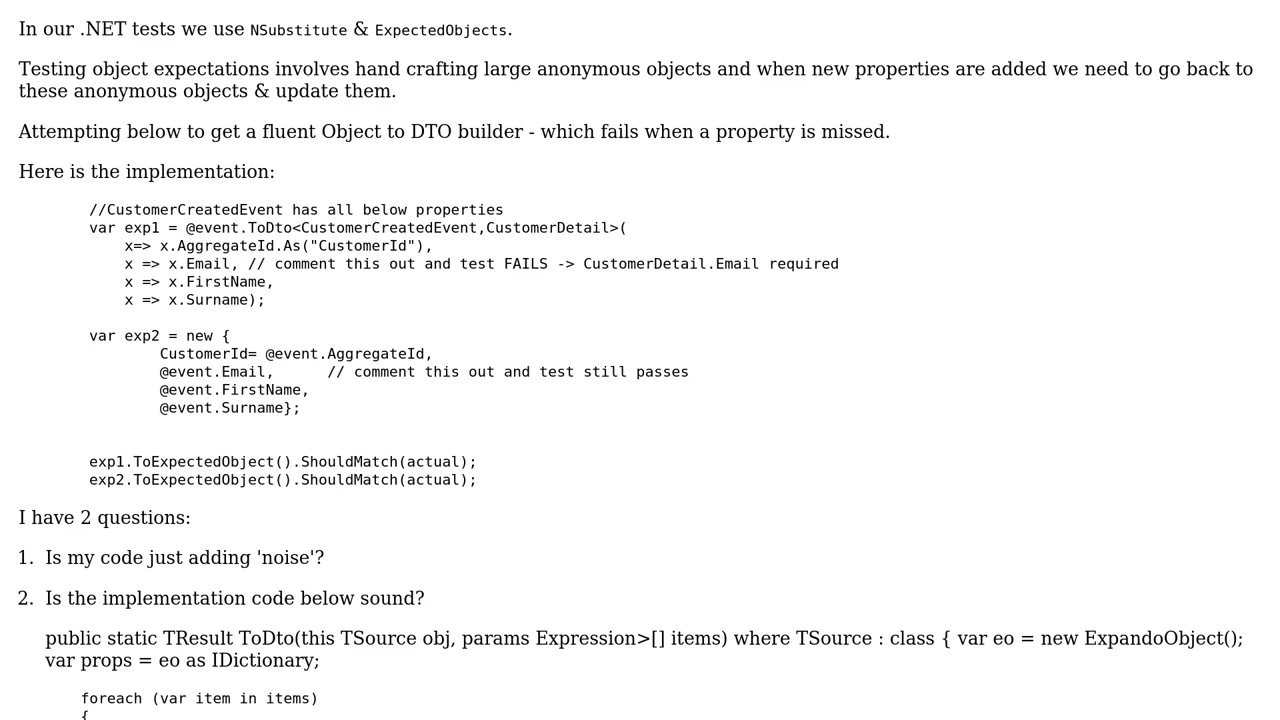 In our .NET tests we use NSubstitute & ExpectedObjects.
Testing object expectations involves hand crafting large anonymous objects and when new properties are added we need to go back to
these anonymous objects & update them.
Attempting below to get a fluent Object to DTO builder - which fails when a property is missed.
Here is the implementation:
//CustomerCreatedEvent has all below properties
var exp1 = @event.ToDto<CustomerCreatedEvent,CustomerDetail>(
x=> x.AggregateId.As("CustomerId"),
x => x.Email, // comment this out and test FAILS -> CustomerDetail.Email required
x => x.FirstName,
x => x.Surname);
var exp2 = new {
CustomerId= @event.AggregateId,
@event.Email,      // comment this out and test still passes
@event.FirstName,
@event.Surname};
exp1.ToExpectedObject().ShouldMatch(actual);
exp2.ToExpectedObject().ShouldMatch(actual);
I have 2 questions:
1. Is my code just adding 'noise'?
2. Is the implementation code below sound?
public static TResult ToDto(this TSource obj, params Expression>[] items) where TSource : class { var eo = new ExpandoObject();
var props = eo as IDictionary;
foreach (var item in items)
{